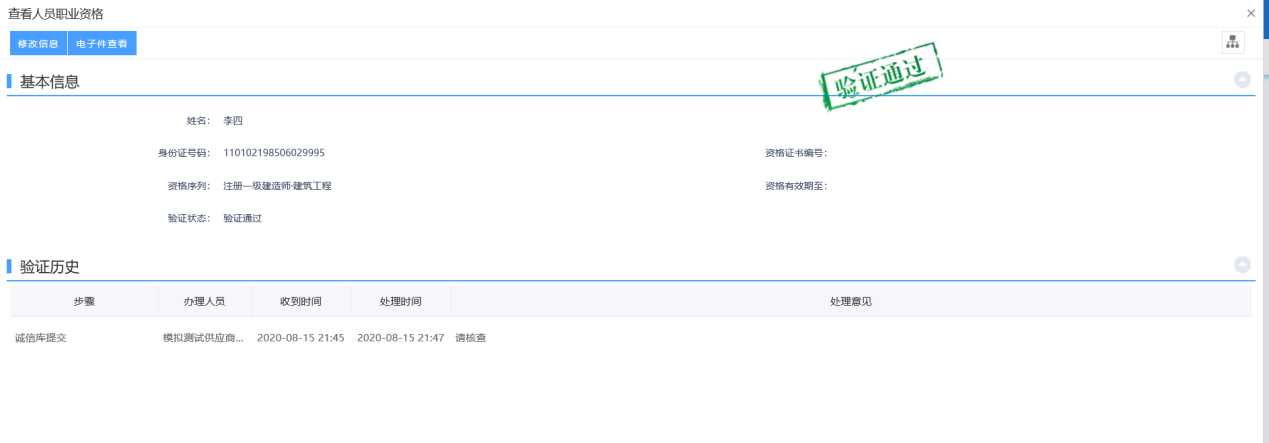 查看人员职业资格
修改信息 电子件查看
验证通过
基本信息
姓名: 李四
身份证号码: 110102198506029995 资格证书编号:
资格序列: 注册一级建造师·建筑工程 资格有效期至:
验证状态: 验证通过
验证历史
步骤 办理人员 收到时间 处理时间 处理意见
诚信库提交 模拟测试供应商... 2020-08-15 21:45 2020-08-15 21:47 请核查